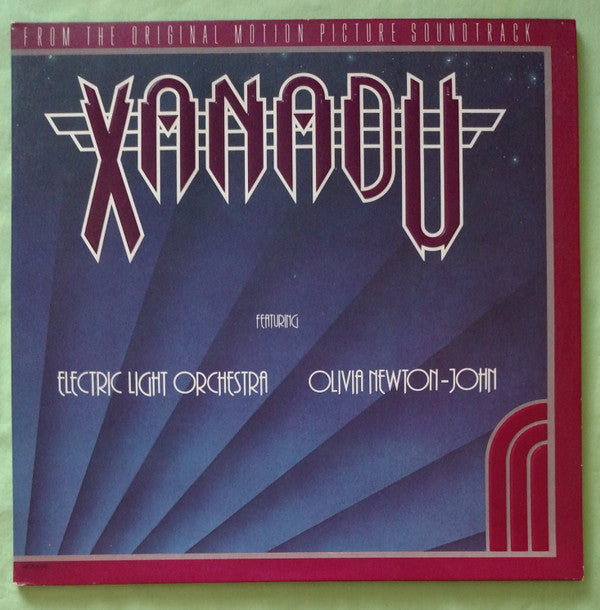 FROM THE ORIGINAL MOTION PICTURE SOUNDTRACK
XANADU
FEATURING
ELECTRIC LIGHT ORCHESTRA OLIVIA NEWTON-JOHN